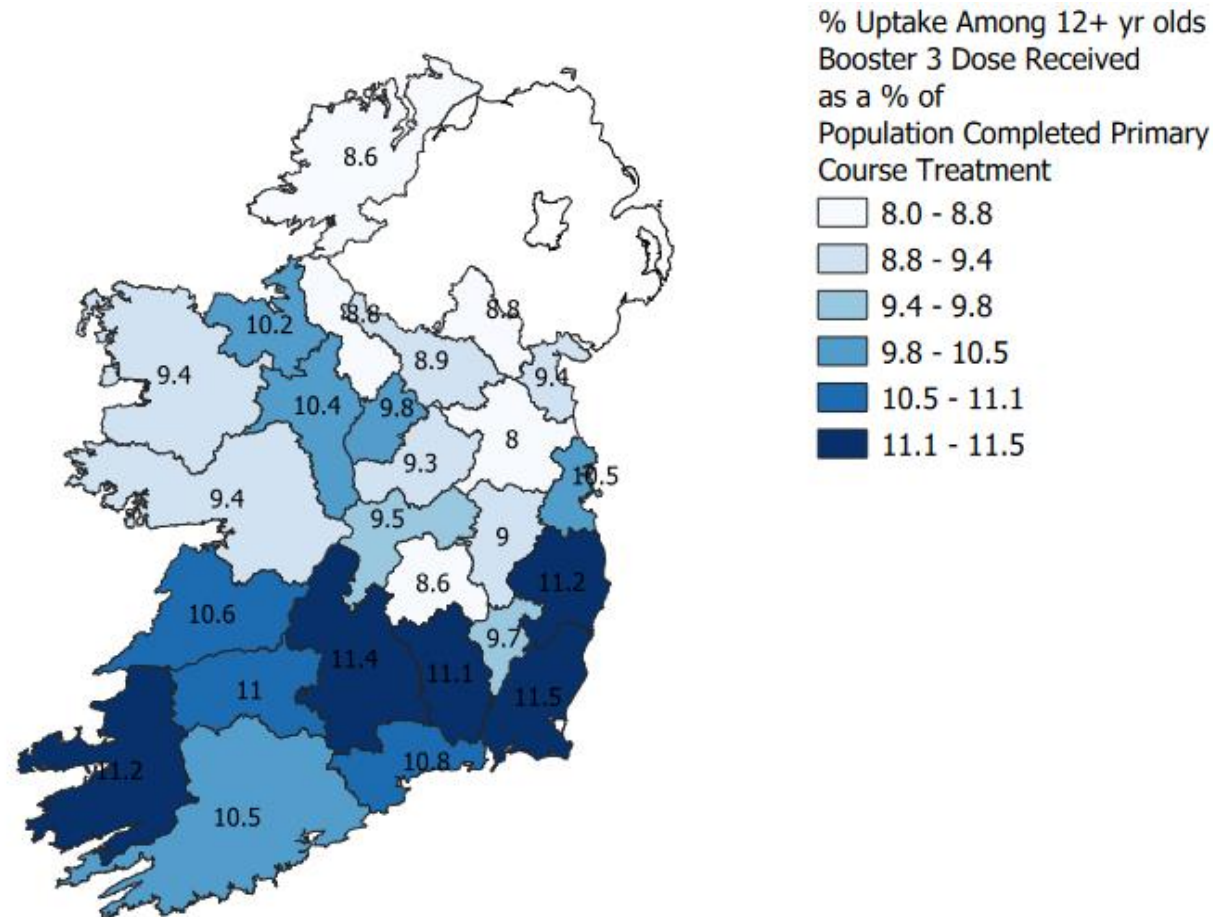 % Uptake Among 12+ yr olds
Booster 3 Dose Received
as a % of
Population Completed Primary
Course Treatment
8.0 - 8.8
8.8 - 9.4
9.4 - 9.8
9.8 - 10.5
10.5 - 11.1
11.1 - 11.5
8.6
10.2
8.8
8.8
8.9
9.4
9.4
10.4
9.8
8
9.3
10.5
9.4
9.5
9
8.6
11.2
10.6
9.7
11.4
11.1
11
11.5
11.2
10.8
10.5